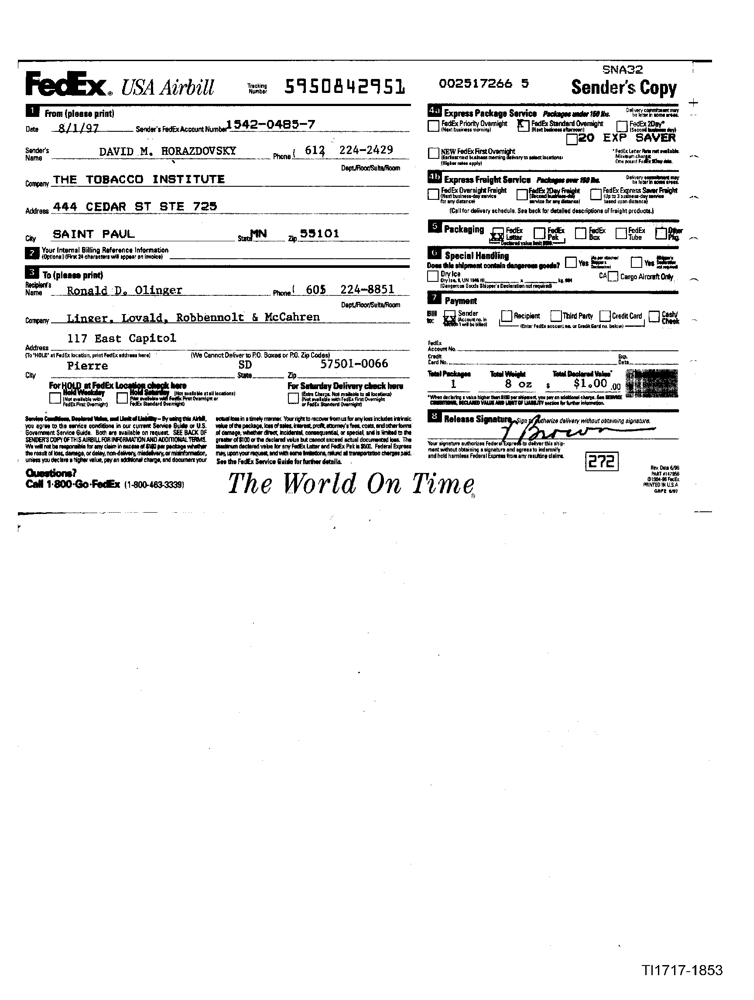 SNA32
FedEx. USA Airbill Tracking Number 5950842951 002517266 5 Sender's Copy
1 From (please print)
Date 8/1/97 Sender's FedEx Account Number 1542-0485-7
Sender's Name DAVID M. HORAZDOVSKY Phone ( 612 224-2429
Dept./Floor/Suite/Room
Company THE TOBACCO INSTITUTE
Address 444 CEDAR ST STE 725
City SAINT PAUL State MN Zip 55101
2 Your Internal Billing Reference Information
(Optional) (First 24 characters will appear on invoice)
3 To (please print)
Recipient's Name Ronald D. Olinger Phone ( 605 224-8851
Dept./Floor/Suite/Room
Company Linger, Lovald, Robbennolt & McCahren
117 East Capitol
Address
(To "HOLD" at FedEx location, print FedEx address here) (We Cannot Deliver to P.O. Boxes or P.O. Zip Codes)
Pierre SD 57501-0066
City State Zip
For HOLD at FedEx Location check here
Hold Weekday (Not available with FedEx First Overnight)
Hold Saturday (Not available at all locations) (Not available with FedEx First Overnight or FedEx Standard Overnight)
For Saturday Delivery check here
(Extra Charge. Not available to all locations) (Not available with FedEx First Overnight or FedEx Standard Overnight)
Service Conditions, Declared Value, and Limit of Liability – By using this Airbill,
you agree to the service conditions in our current Service Guide or U.S.
Government Service Guide. Both are available on request. SEE BACK OF
SENDER'S COPY OF THIS AIRBILL FOR INFORMATION AND ADDITIONAL TERMS.
We will not be responsible for any claim in excess of $100 per package whether
the result of loss, damage, or delay, non-delivery, misdelivery, or misinformation,
unless you declare a higher value, pay an additional charge, and document your
actual loss in a timely manner. Your right to recover from us for any loss includes intrinsic
value of the package, loss of sales, interest, profit, attorney's fees, costs, and other forms
of damage, whether direct, incidental, consequential, or special, and is limited to the
greater of $100 or the declared value but cannot exceed actual documented loss. The
maximum declared value for any FedEx Letter and FedEx Pak is $500. Federal Express
may, upon your request, and with some limitations, refund all transportation charges paid.
See the FedEx Service Guide for further details.
Questions?
Call 1·800·Go·FedEx (1-800-463-3339)
The World On Time
4a Express Package Service Packages under 150 lbs. Delivery commitment may be later in some areas.
FedEx Priority Overnight (Next business morning) X FedEx Standard Overnight (Next business afternoon) FedEx 2Day* (Second business day)
20 EXP SAVER
NEW FedEx First Overnight
(Earliest next business morning delivery to select locations)
(Higher rates apply)
*FedEx Letter Rate not available. Minimum charge: One pound FedEx 2Day rate.
4b Express Freight Service Packages over 150 lbs. Delivery commitment may be later in some areas.
FedEx Overnight Freight (Next business-day service for any distance) FedEx 2Day Freight (Second business-day service for any distance) FedEx Express Saver Freight (Up to 3 business-day service based upon distance)
(Call for delivery schedule. See back for detailed descriptions of freight products.)
5 Packaging XX FedEx Letter FedEx Pak FedEx Box FedEx Tube Other Pkg.
Declared value limit $500.
6 Special Handling
Does this shipment contain dangerous goods? Yes As per attached Shipper's Declaration Yes Shipper's Declaration not required
Dry Ice
Dry Ice, 9, UN 1845 III x kg. 904 CA Cargo Aircraft Only
(Dangerous Goods Shipper's Declaration not required)
7 Payment
Bill to: XX Sender (Account no. in section 1 will be billed) Recipient Third Party Credit Card Cash/Check
(Enter FedEx account no. or Credit Card no. below)
FedEx Account No.
Credit Card No. Exp. Date
Total Packages Total Weight Total Declared Value*
1 8 oz $ $1.00 .00
*When declaring a value higher than $100 per shipment, you pay an additional charge. See SERVICE
CONDITIONS, DECLARED VALUE AND LIMIT OF LIABILITY section for further information.
8 Release Signature Sign to authorize delivery without obtaining signature.
J Brown
Your signature authorizes Federal Express to deliver this ship-
ment without obtaining a signature and agrees to indemnify
and hold harmless Federal Express from any resulting claims.
272
Rev. Date 6/96
PART #147956
©1994-96 FedEx
PRINTED IN U.S.A
GBFE 6/97
TI1717-1853